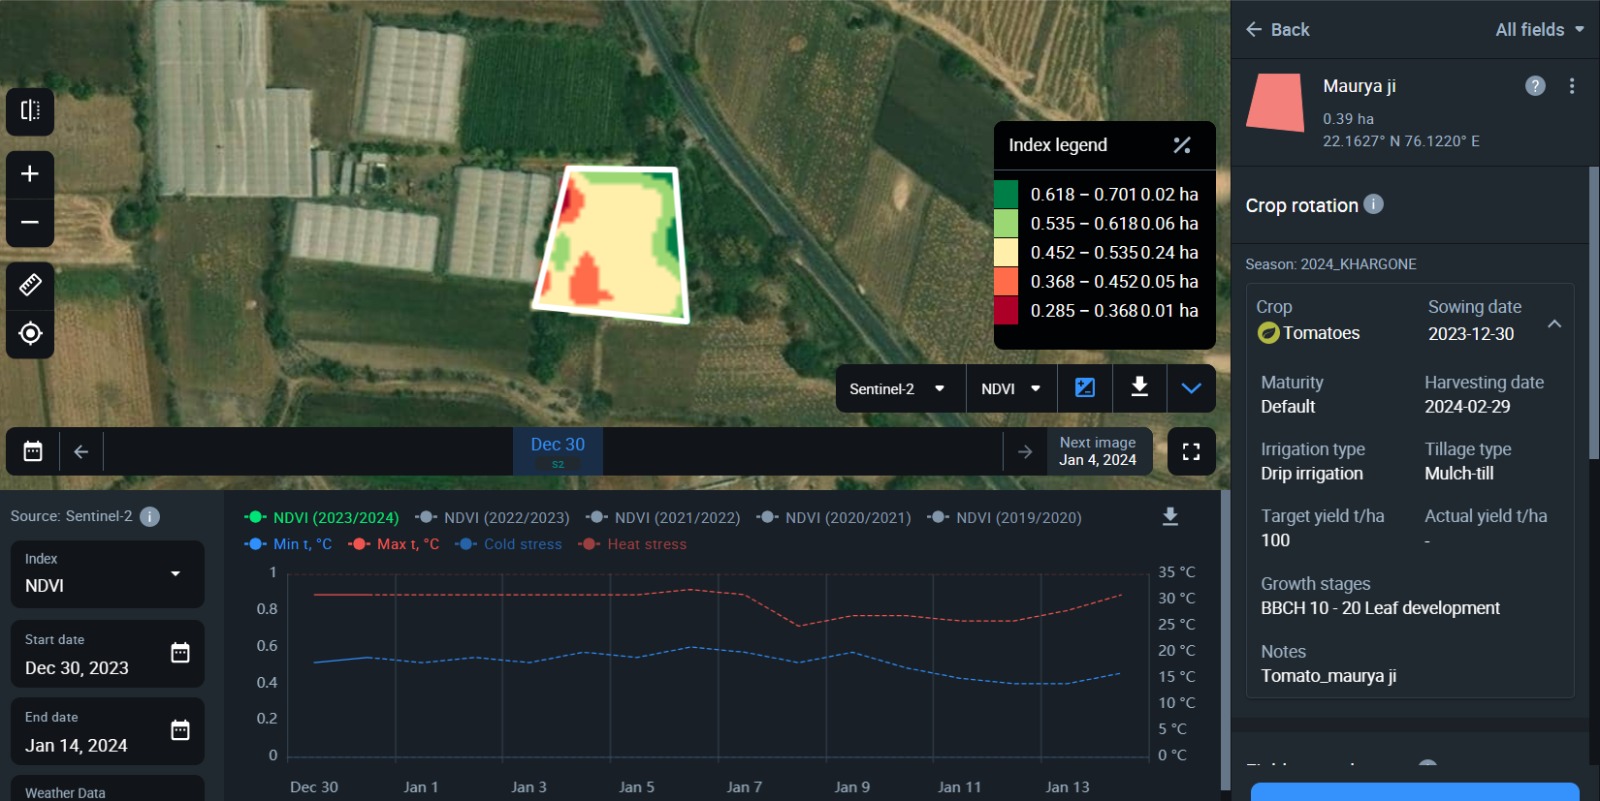 Back
All fields
Maurya ji
0.39 ha
22.1627° N 76.1220° E
Index legend
0.618 – 0.701 0.02 ha
0.535 – 0.618 0.06 ha
0.452 – 0.535 0.24 ha
0.368 – 0.452 0.05 ha
0.285 – 0.368 0.01 ha
Sentinel-2
NDVI
Dec 30
S2
Next image
Jan 4, 2024
Crop rotation
Season: 2024_KHARGONE
Crop
Sowing date
Tomatoes
2023-12-30
Maturity
Harvesting date
Default
2024-02-29
Irrigation type
Tillage type
Drip irrigation
Mulch-till
Target yield t/ha
Actual yield t/ha
100
-
Growth stages
BBCH 10 - 20 Leaf development
Notes
Tomato_maurya ji
Source: Sentinel-2
Index
NDVI
Start date
Dec 30, 2023
End date
Jan 14, 2024
Weather Data
NDVI (2023/2024) NDVI (2022/2023) NDVI (2021/2022) NDVI (2020/2021) NDVI (2019/2020)
Min t, °C Max t, °C Cold stress Heat stress
1
0.8
0.6
0.4
0.2
0
35 °C
30 °C
25 °C
20 °C
15 °C
10 °C
5 °C
0 °C
Dec 30 Jan 1 Jan 3 Jan 5 Jan 7 Jan 9 Jan 11 Jan 13